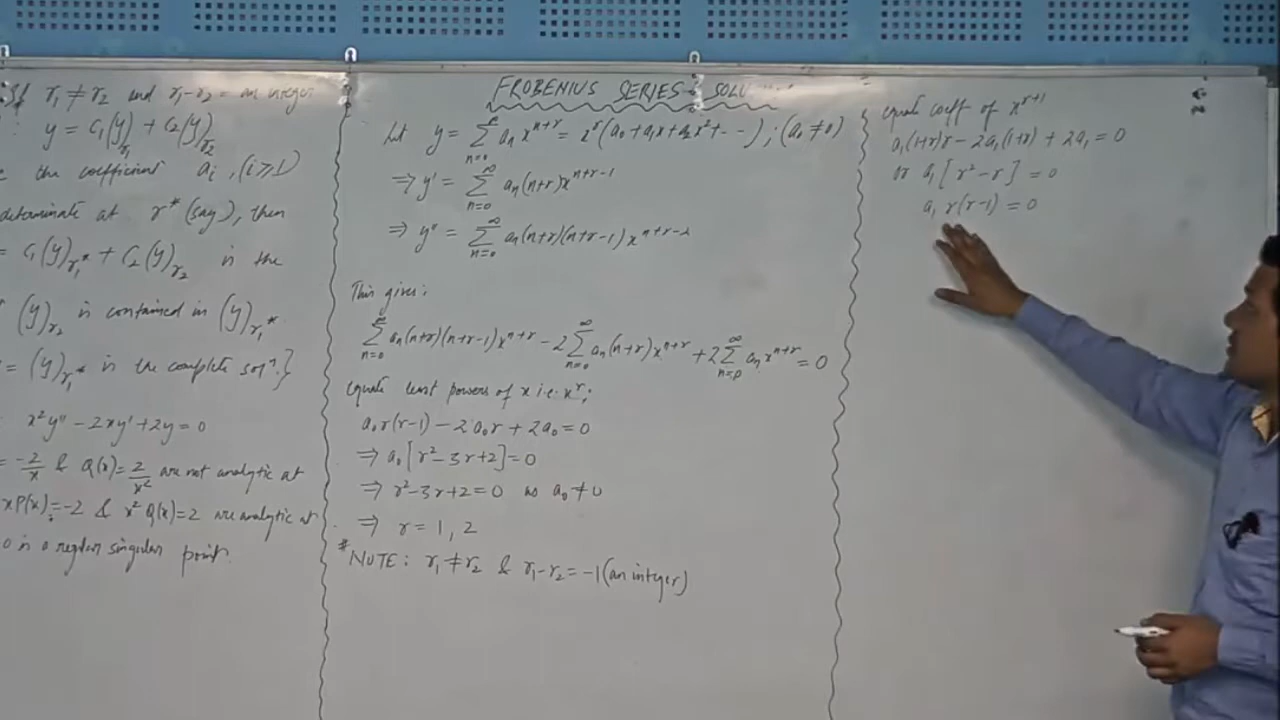 If r₁ ≠ r₂ and r₁-r₂ = an integer
y = C₁(y)r₁ + C₂(y)r₂
the coefficient aᵢ, (i≥1)
determinate at r* (say), then
= C₁(y)r₁* + C₂(y)r₂ is the
(y)r₂ is contained in (y)r₁*
= (y)r₁* is the complete solⁿ.}
x²y'' - 2xy' + 2y = 0
= -2/x & Q(x) = 2/x² are not analytic at
xP(x) = -2 & x²Q(x) = 2 are analytic at
0 is a regular singular point.
FROBENIUS SERIES SOLU
Let y = ∑_{n=0}^{∞} aₙ x^{n+r} = x^r (a₀ + a₁x + a₂x² + - -) ; (a₀ ≠ 0)
⇒ y' = ∑_{n=0}^{∞} aₙ (n+r) x^{n+r-1}
⇒ y'' = ∑_{n=0}^{∞} aₙ (n+r)(n+r-1) x^{n+r-2}
This gives:
∑_{n=0}^{∞} aₙ (n+r)(n+r-1) x^{n+r} - 2 ∑_{n=0}^{∞} aₙ (n+r) x^{n+r} + 2 ∑_{n=0}^{∞} aₙ x^{n+r} = 0
equate least powers of x i.e. x^r;
a₀ r(r-1) - 2a₀r + 2a₀ = 0
⇒ a₀ [r² - 3r + 2] = 0
⇒ r² - 3r + 2 = 0 as a₀ ≠ 0
⇒ r = 1, 2
* NOTE: r₁ ≠ r₂ & r₁-r₂ = -1 (an integer)
equate coeff of x^{r+1}
a₁(1+r)r - 2a₁(1+r) + 2a₁ = 0
or a₁ [r² - r] = 0
a₁ r(r-1) = 0